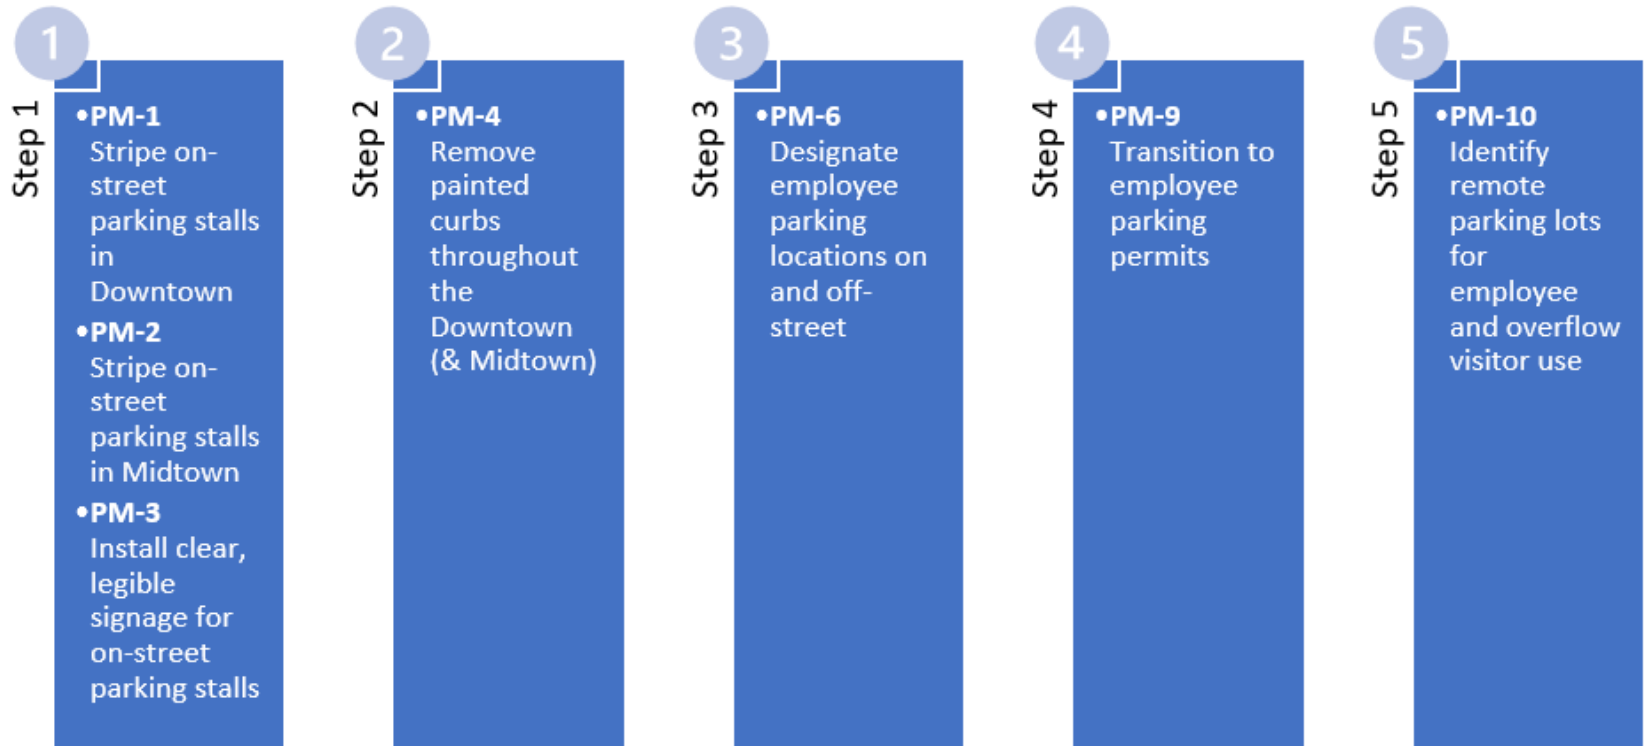 1
Step 1
•PM-1
Stripe on-
street
parking stalls
in
Downtown
•PM-2
Stripe on-
street
parking stalls
in Midtown
•PM-3
Install clear,
legible
signage for
on-street
parking stalls
2
Step 2
•PM-4
Remove
painted
curbs
throughout
the
Downtown
(& Midtown)
3
Step 3
•PM-6
Designate
employee
parking
locations on
and off-
street
4
Step 4
•PM-9
Transition to
employee
parking
permits
5
Step 5
•PM-10
Identify
remote
parking lots
for
employee
and overflow
visitor use